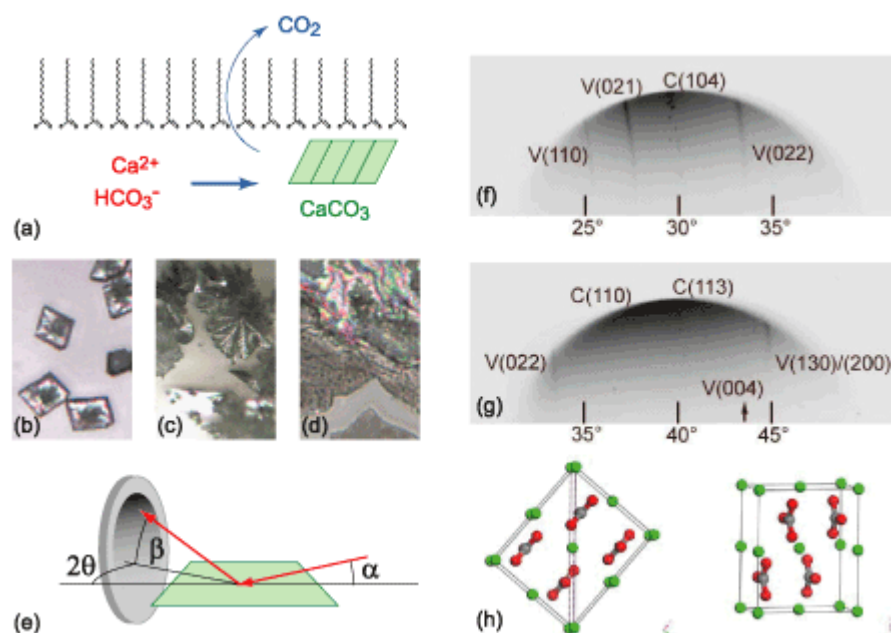 CO₂
Ca²⁺
HCO₃⁻
CaCO₃
(a)
(b)
(c)
(d)
2θ
β
α
(e)
V(021)
C(104)
V(110)
V(022)
(f)
25°
30°
35°
C(110)
C(113)
V(022)
V(130)/(200)
V(004)
(g)
35°
40°
45°
(h)